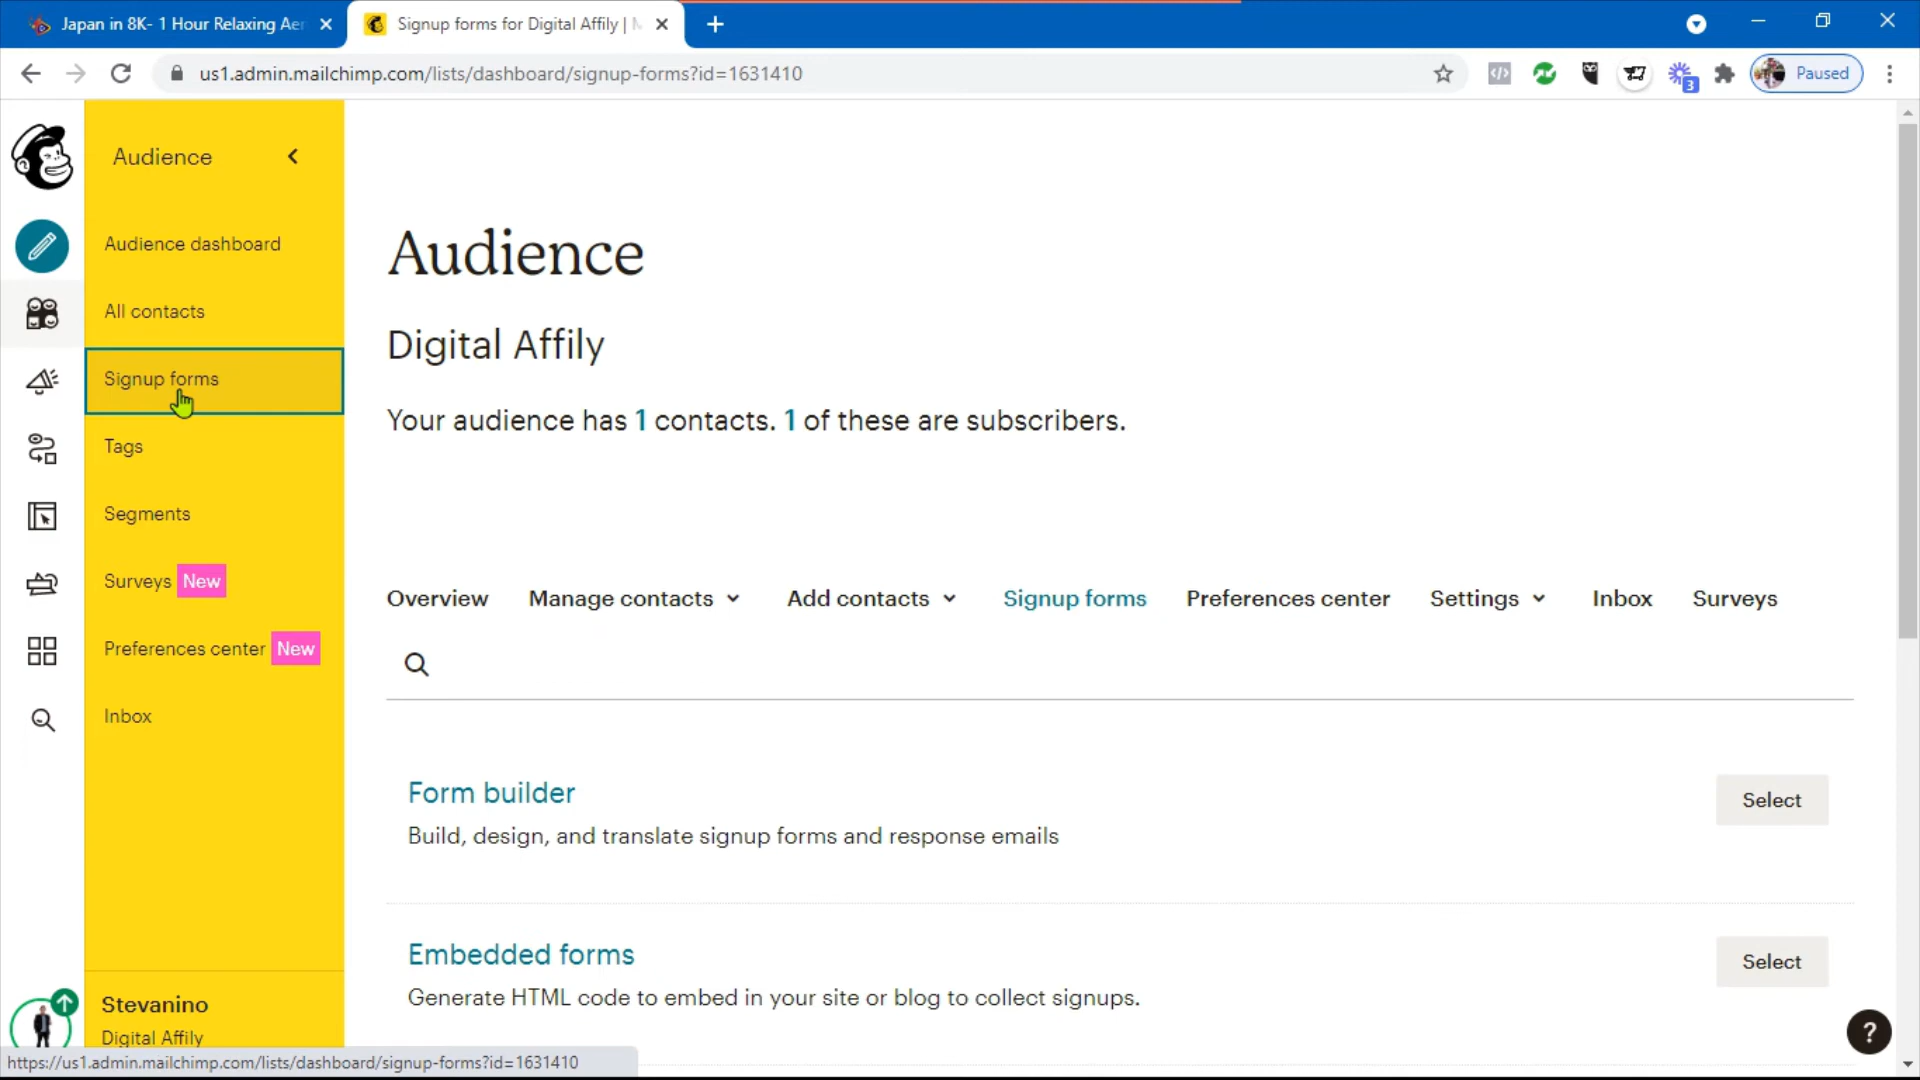 Japan in 8K- 1 Hour Relaxing Aer
Signup forms for Digital Affily |
us1.admin.mailchimp.com/lists/dashboard/signup-forms?id=1631410
3
Paused
Audience
Audience dashboard
All contacts
Signup forms
Tags
Segments
Surveys New
Preferences center New
Inbox
Stevanino
Digital Affily
Audience
Digital Affily
Your audience has 1 contacts. 1 of these are subscribers.
Overview Manage contacts Add contacts Signup forms Preferences center Settings Inbox Surveys
Form builder
Build, design, and translate signup forms and response emails
Select
Embedded forms
Generate HTML code to embed in your site or blog to collect signups.
Select
?
https://us1.admin.mailchimp.com/lists/dashboard/signup-forms?id=1631410